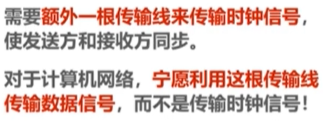 需要额外一根传输线来传输时钟信号，
使发送方和接收方同步。
对于计算机网络，宁愿利用这根传输线
传输数据信号，而不是传输时钟信号！